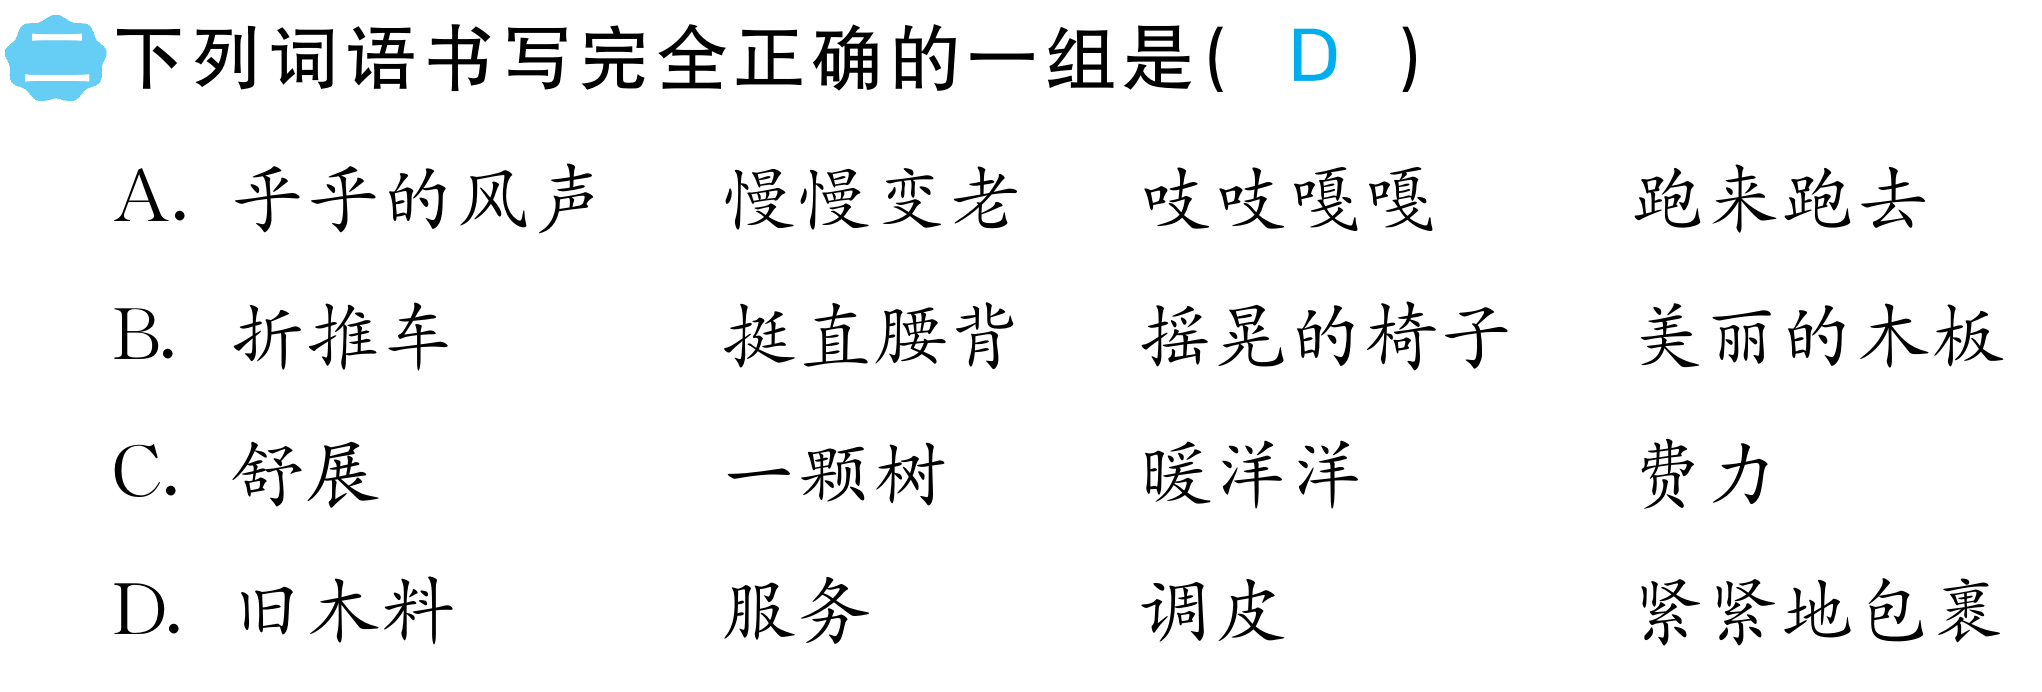 二 下列词语书写完全正确的一组是( D )
A. 乎乎的风声 慢慢变老 吱吱嘎嘎 跑来跑去
B. 折推车 挺直腰背 摇晃的椅子 美丽的木板
C. 舒展 一颗树 暖洋洋 费力
D. 旧木料 服务 调皮 紧紧地包裹